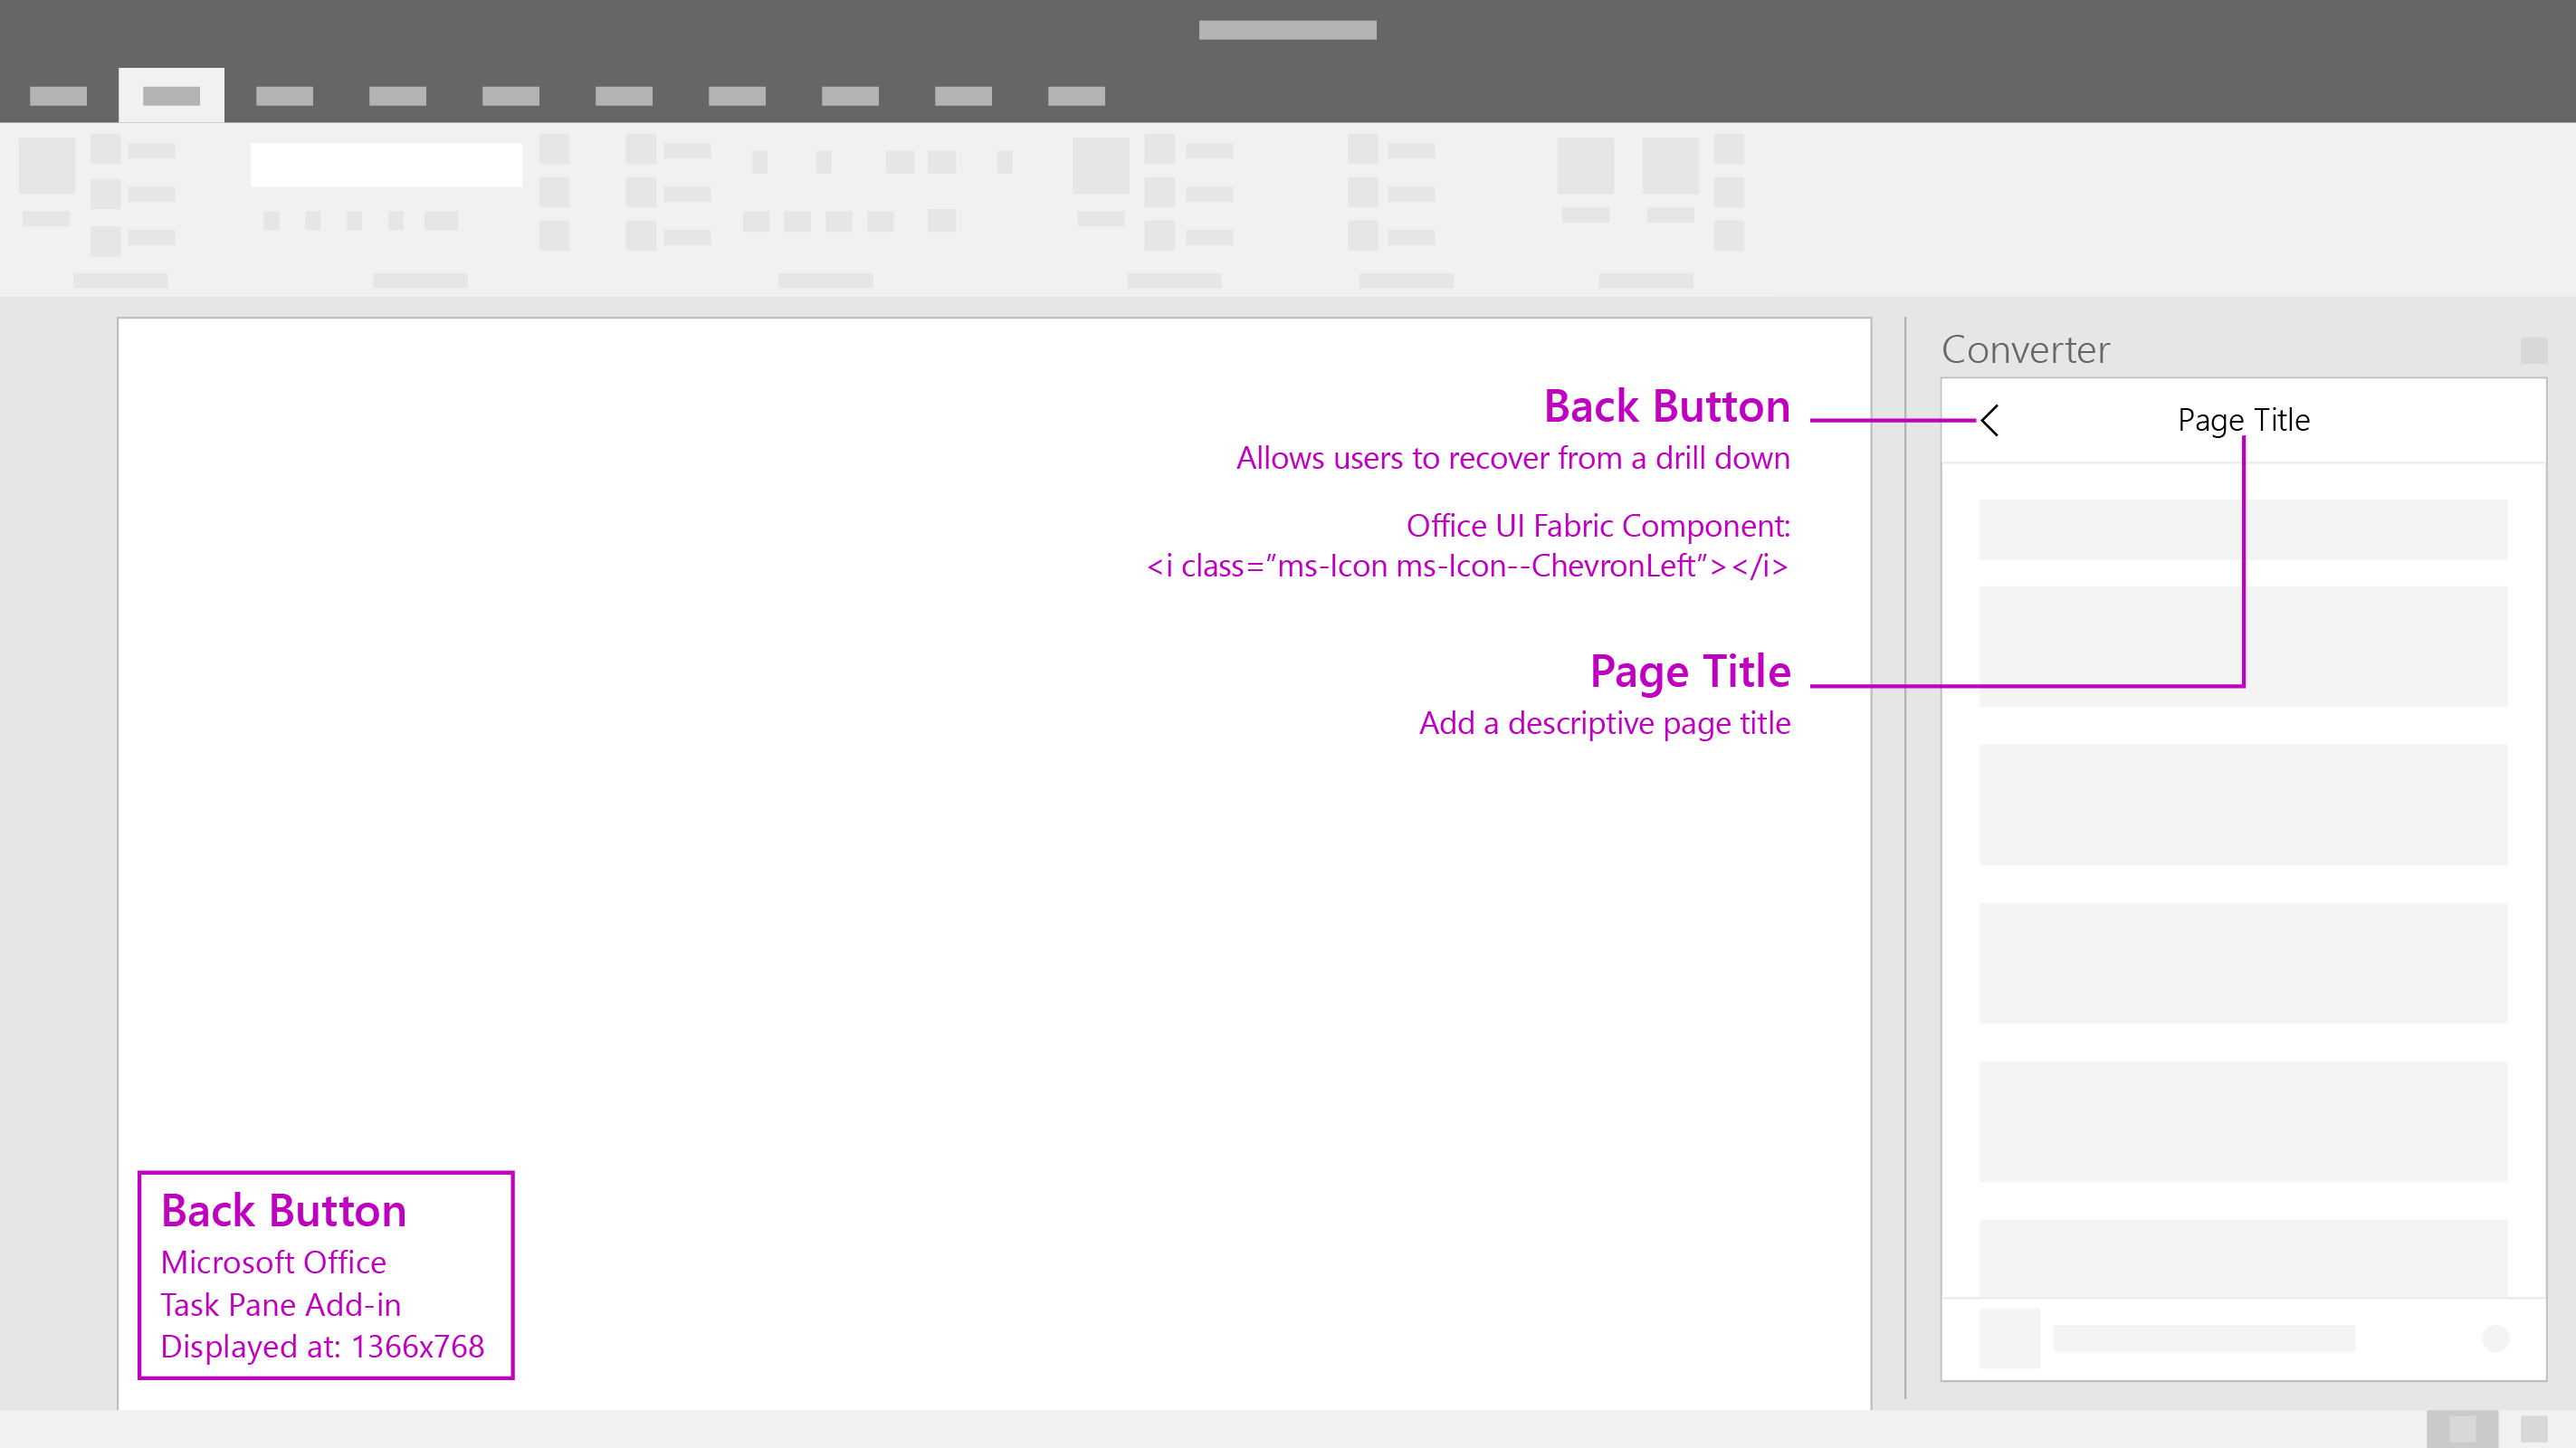 Converter
Back Button
Page Title
Allows users to recover from a drill down
Office UI Fabric Component:
<i class=”ms-Icon ms-Icon--ChevronLeft”></i>
Page Title
Add a descriptive page title
Back Button
Microsoft Office
Task Pane Add-in
Displayed at: 1366x768